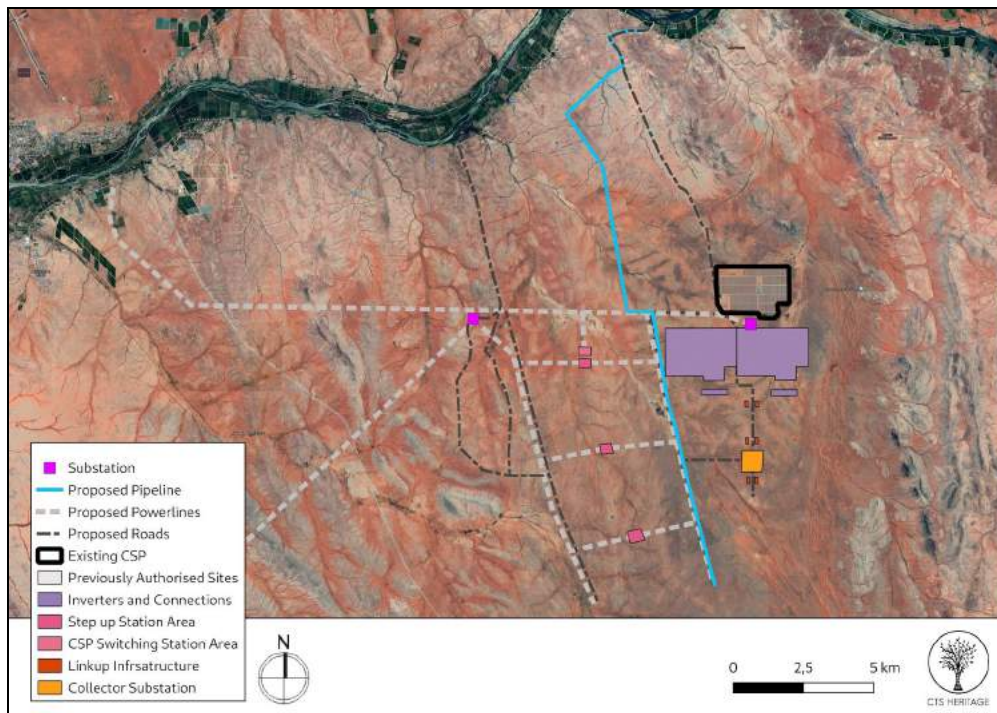 Substation
Proposed Pipeline
Proposed Powerlines
Proposed Roads
Existing CSP
Previously Authorised Sites
Inverters and Connections
Step up Station Area
CSP Switching Station Area
Linkup Infrsatructure
Collector Substation
N
0 2,5 5 km
CTS HERITAGE